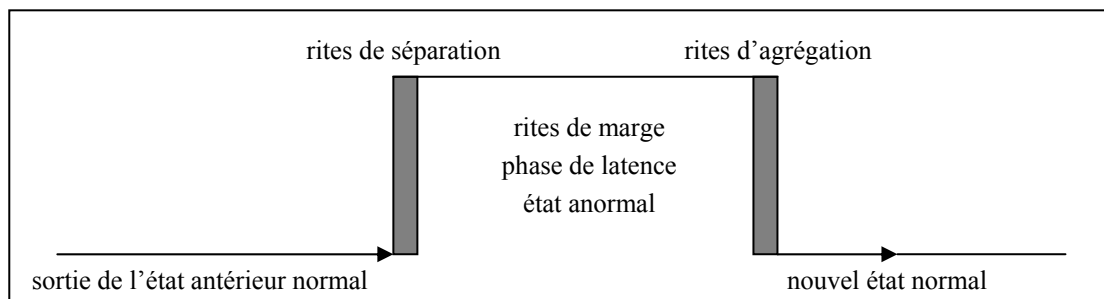 rites de séparation
rites d’agrégation
rites de marge
phase de latence
état anormal
sortie de l’état antérieur normal
nouvel état normal